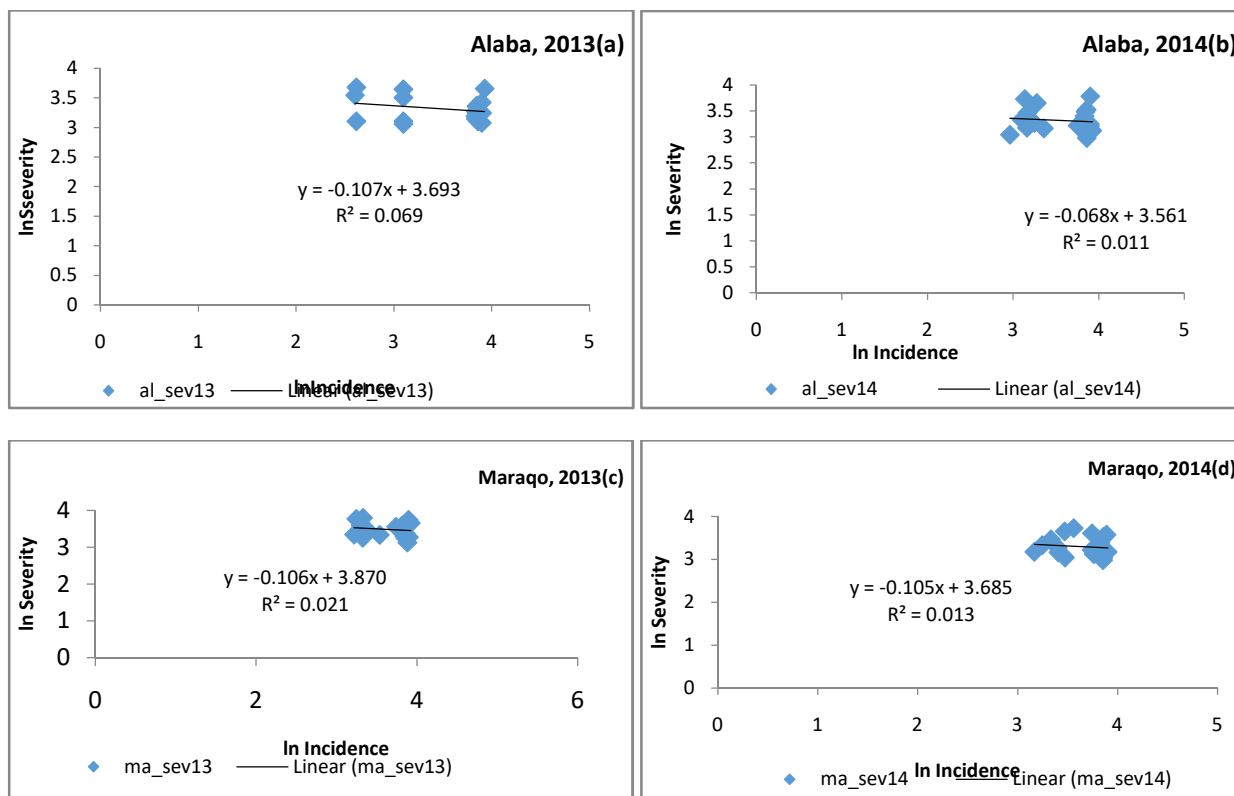 Alaba, 2013(a)
lnSseverity
4
3.5
3
2.5
2
1.5
1
0.5
0
y = -0.107x + 3.693
R² = 0.069
0 1 2 3 4 5
lnIncidence
al_sev13 Linear (al_sev13)
Alaba, 2014(b)
ln Severity
4
3.5
3
2.5
2
1.5
1
0.5
0
y = -0.068x + 3.561
R² = 0.011
0 1 2 3 4 5
ln Incidence
al_sev14 Linear (al_sev14)
Maraqo, 2013(c)
ln Severity
4
3
2
1
0
y = -0.106x + 3.870
R² = 0.021
0 2 4 6
ln Incidence
ma_sev13 Linear (ma_sev13)
Maraqo, 2014(d)
ln Severity
4
3
2
1
0
y = -0.105x + 3.685
R² = 0.013
0 1 2 3 4 5
ln Incidence
ma_sev14 Linear (ma_sev14)